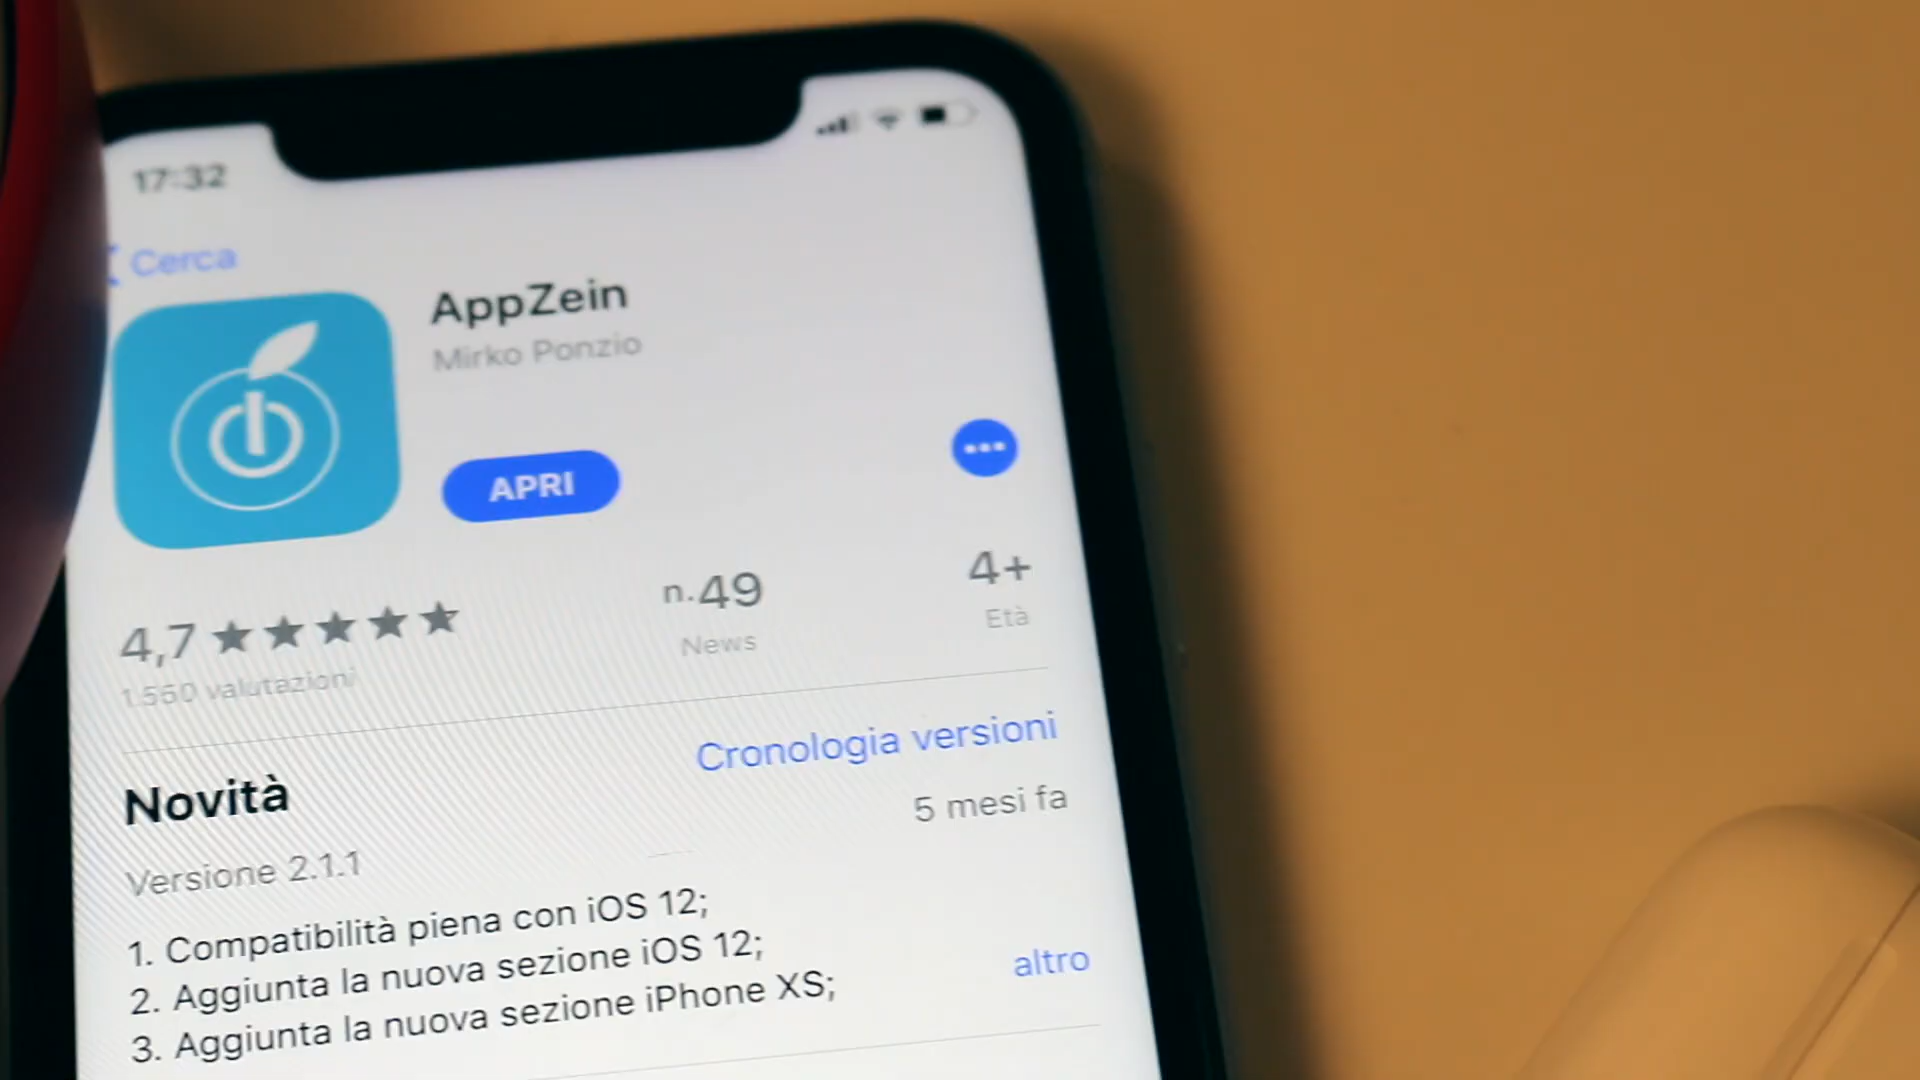 17:32
Cerca
AppZein
Mirko Ponzio
APRI
4,7
n.49
4+
1.550 valutazioni
News
Età
Novità
Cronologia versioni
Versione 2.1.1
5 mesi fa
1. Compatibilità piena con iOS 12;
2. Aggiunta la nuova sezione iOS 12;
3. Aggiunta la nuova sezione iPhone XS;
altro